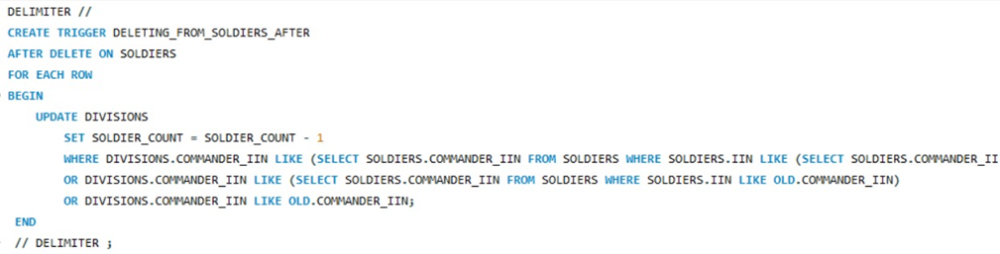 DELIMITER //
CREATE TRIGGER DELETING_FROM_SOLDIERS_AFTER
AFTER DELETE ON SOLDIERS
FOR EACH ROW
BEGIN
UPDATE DIVISIONS
SET SOLDIER_COUNT = SOLDIER_COUNT - 1
WHERE DIVISIONS.COMMANDER_IIN LIKE (SELECT SOLDIERS.COMMANDER_IIN FROM SOLDIERS WHERE SOLDIERS.IIN LIKE (SELECT SOLDIERS.COMMANDER_II
OR DIVISIONS.COMMANDER_IIN LIKE (SELECT SOLDIERS.COMMANDER_IIN FROM SOLDIERS WHERE SOLDIERS.IIN LIKE OLD.COMMANDER_IIN)
OR DIVISIONS.COMMANDER_IIN LIKE OLD.COMMANDER_IIN;
END
// DELIMITER ;